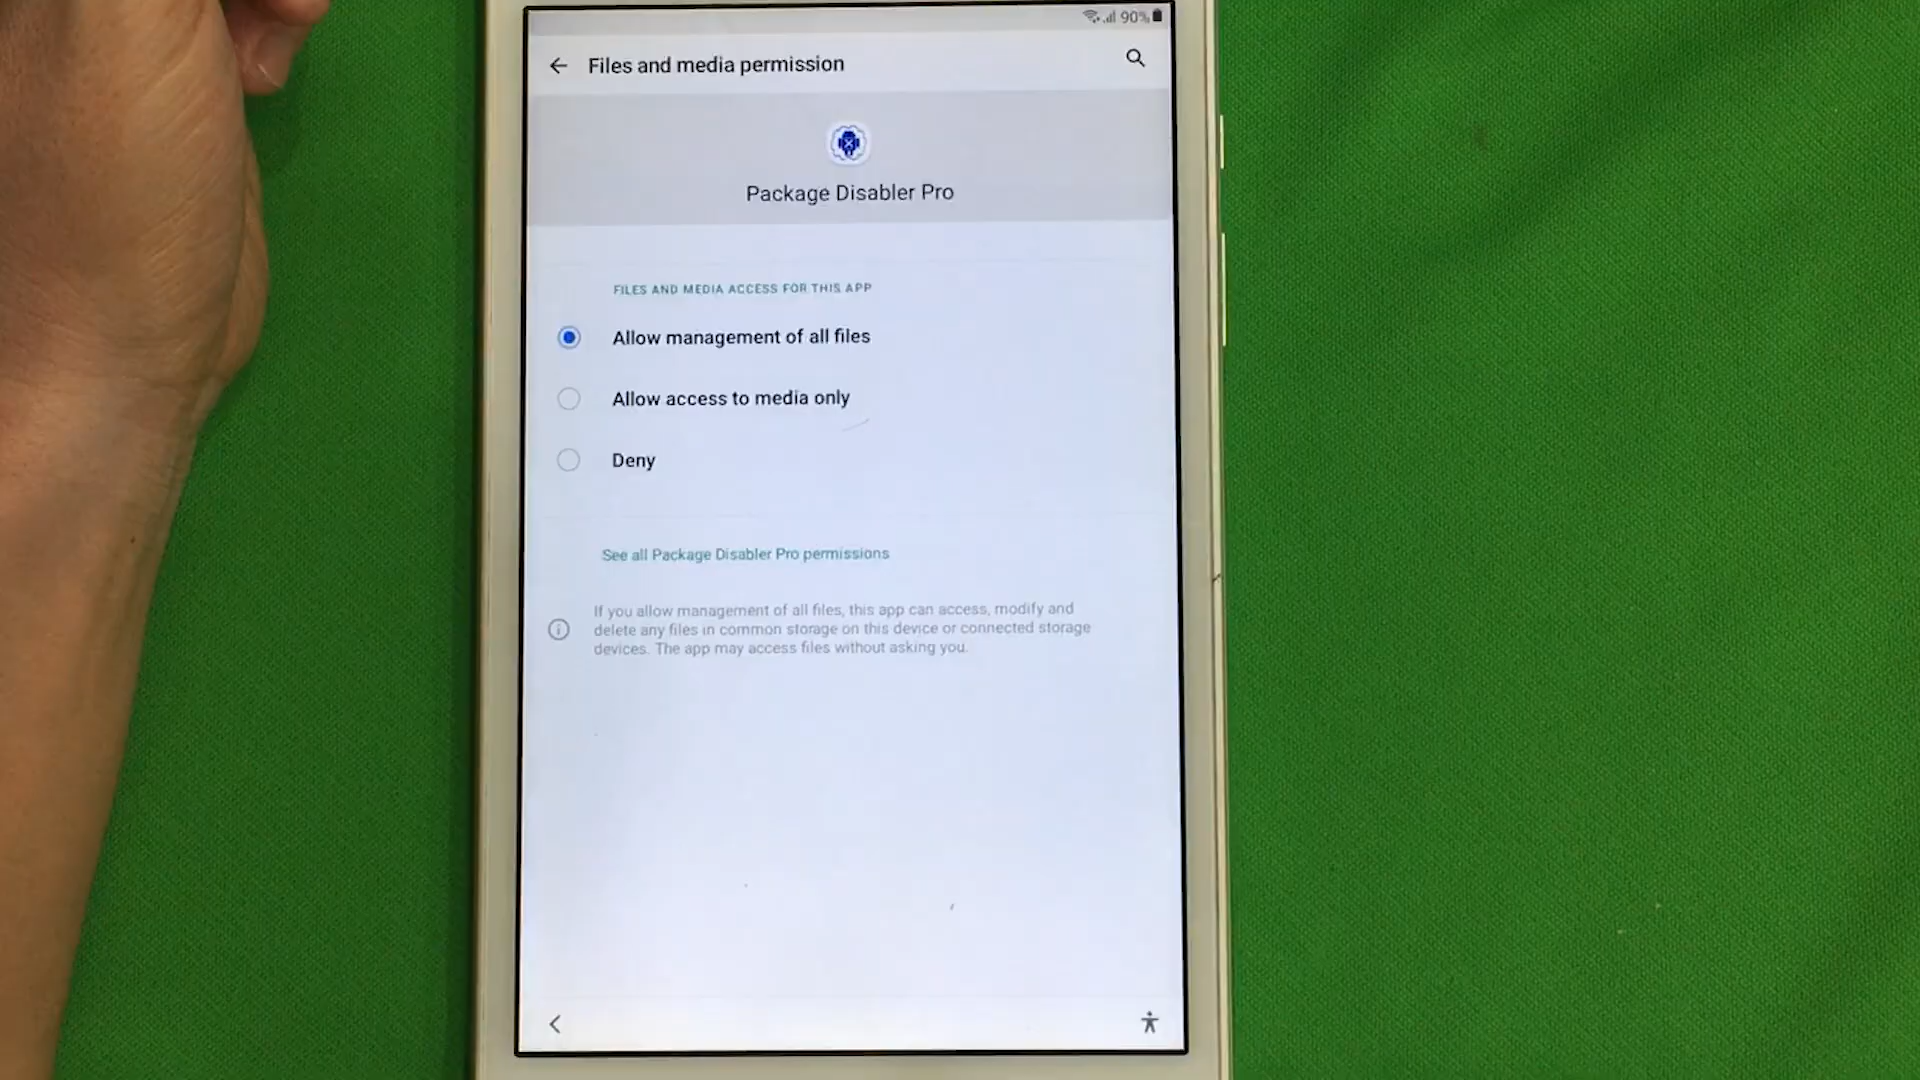 90%
Files and media permission
Package Disabler Pro
FILES AND MEDIA ACCESS FOR THIS APP
Allow management of all files
Allow access to media only
Deny
See all Package Disabler Pro permissions
If you allow management of all files, this app can access, modify and
delete any files in common storage on this device or connected storage
devices. The app may access files without asking you.